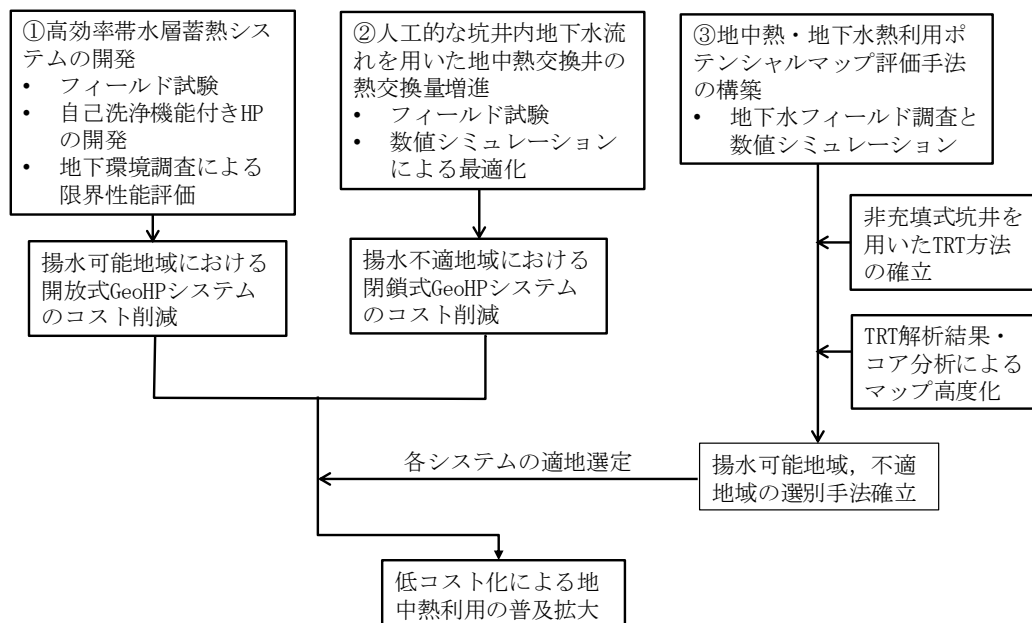 ①高効率帯水層蓄熱シ
ステムの開発
• フィールド試験
• 自己洗浄機能付きHP
の開発
• 地下環境調査による
限界性能評価
②人工的な坑井内地下水流
れを用いた地中熱交換井の
熱交換量増進
• フィールド試験
• 数値シミュレーション
による最適化
③地中熱・地下水熱利用ポ
テンシャルマップ評価手法
の構築
• 地下水フィールド調査と
数値シミュレーション
非充填式坑井を
用いたTRT方法
の確立
揚水可能地域における
開放式GeoHPシステム
のコスト削減
揚水不適地域における
閉鎖式GeoHPシステム
のコスト削減
TRT解析結果・
コア分析による
マップ高度化
各システムの適地選定
揚水可能地域，不適
地域の選別手法確立
低コスト化による地
中熱利用の普及拡大